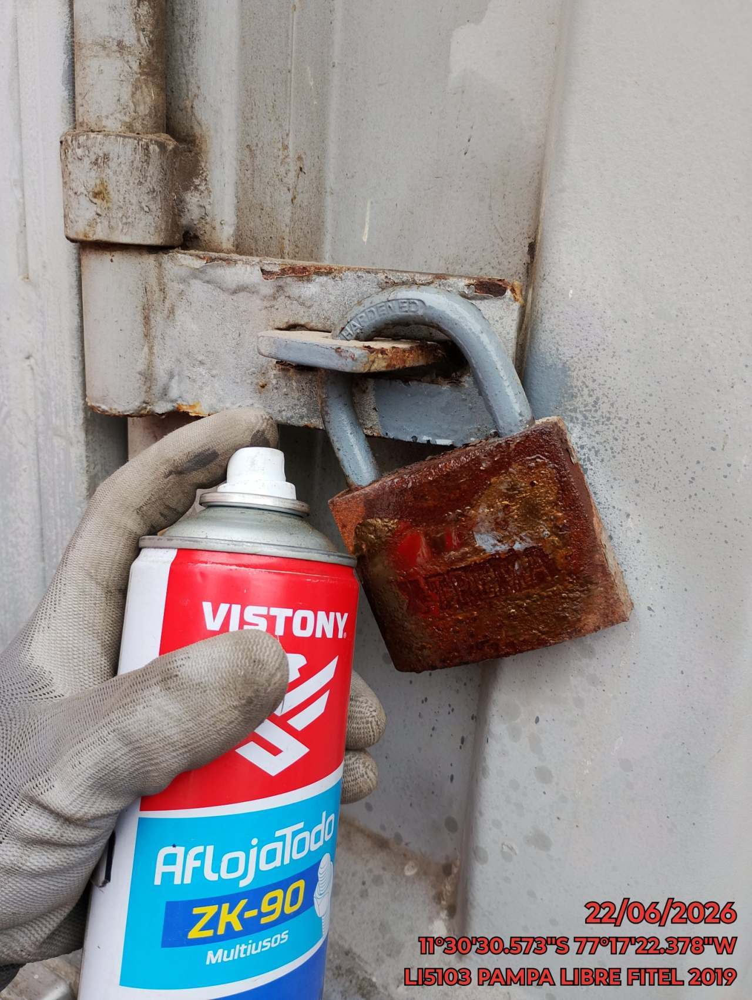 HARDENED
VISTONY
AflojaTodo
ZK-90
Multiusos
22/06/2026
11°30'30.573"S 77°17'22.378"W
LI5103 PAMPA LIBRE FITEL 2019